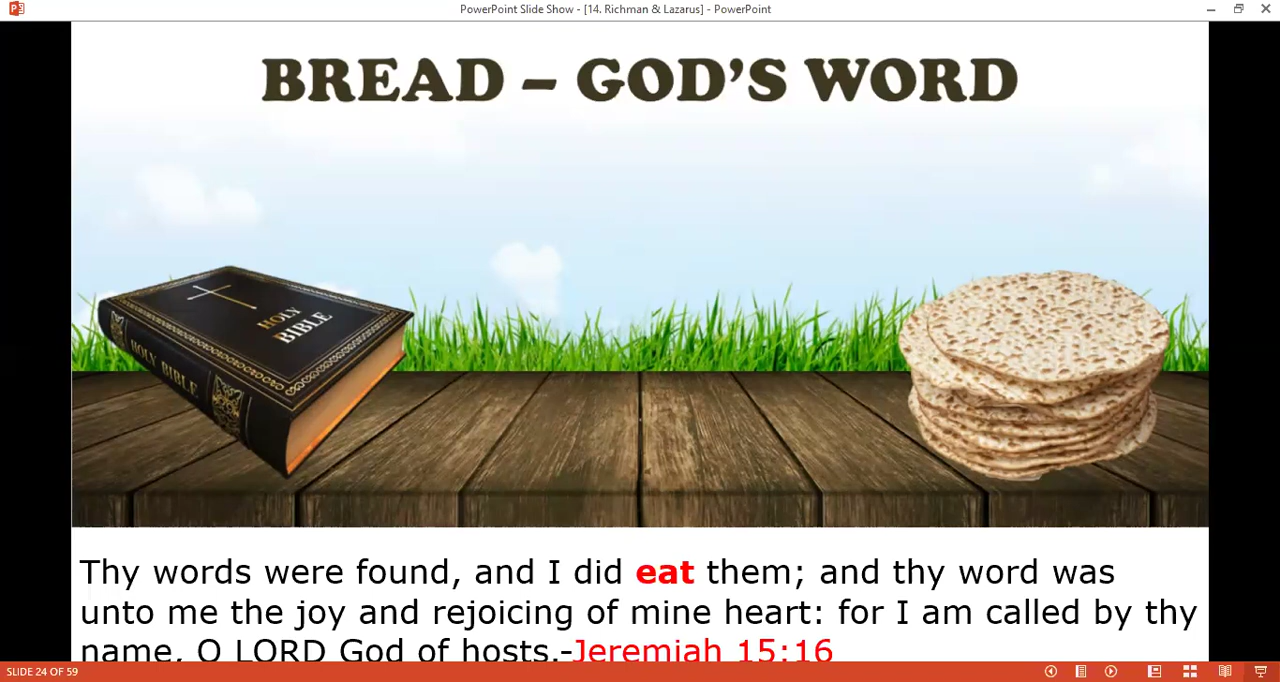 PowerPoint Slide Show - [14. Richman & Lazarus] - PowerPoint
BREAD – GOD'S WORD
HOLY
BIBLE
HOLY BIBLE
Thy words were found, and I did eat them; and thy word was
unto me the joy and rejoicing of mine heart: for I am called by thy
name, O LORD God of hosts.-Jeremiah 15:16
SLIDE 24 OF 59